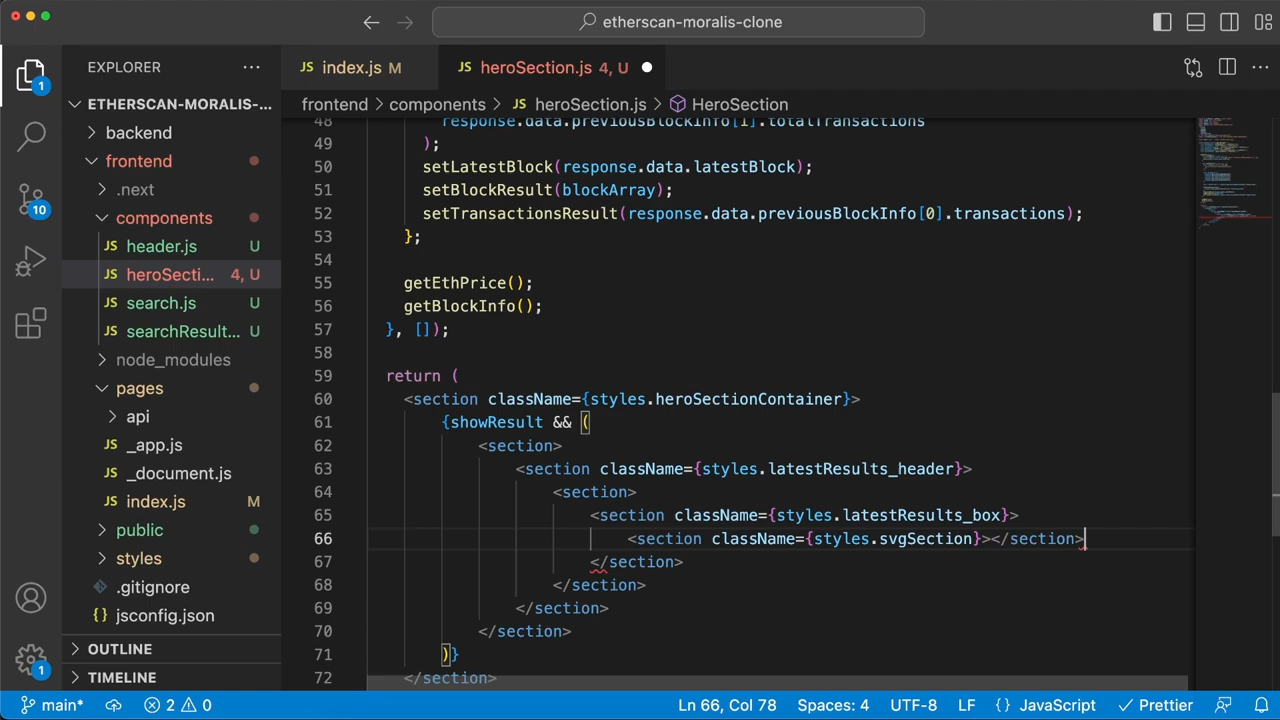 etherscan-moralis-clone
EXPLORER
index.js M
heroSection.js 4, U
frontend > components > heroSection.js > HeroSection
ETHERSCAN-MORALIS-...
backend
frontend
.next
components
header.js U
heroSecti... 4, U
search.js U
searchResult... U
node_modules
pages
api
_app.js
_document.js
index.js M
public
styles
.gitignore
jsconfig.json
OUTLINE
TIMELINE
1
10
1
48 response.data.previousBlockInfo[1].totalTransactions
49 );
50 setLatestBlock(response.data.latestBlock);
51 setBlockResult(blockArray);
52 setTransactionsResult(response.data.previousBlockInfo[0].transactions);
53 };
54
55 getEthPrice();
56 getBlockInfo();
57 }, []);
58
59 return (
60 <section className={styles.heroSectionContainer}>
61 {showResult && (
62 <section>
63 <section className={styles.latestResults_header}>
64 <section>
65 <section className={styles.latestResults_box}>
66 <section className={styles.svgSection}></section>
67 </section>
68 </section>
69 </section>
70 </section>
71 )}
72 </section>
main* 2 0 Ln 66, Col 78 Spaces: 4 UTF-8 LF {} JavaScript Prettier